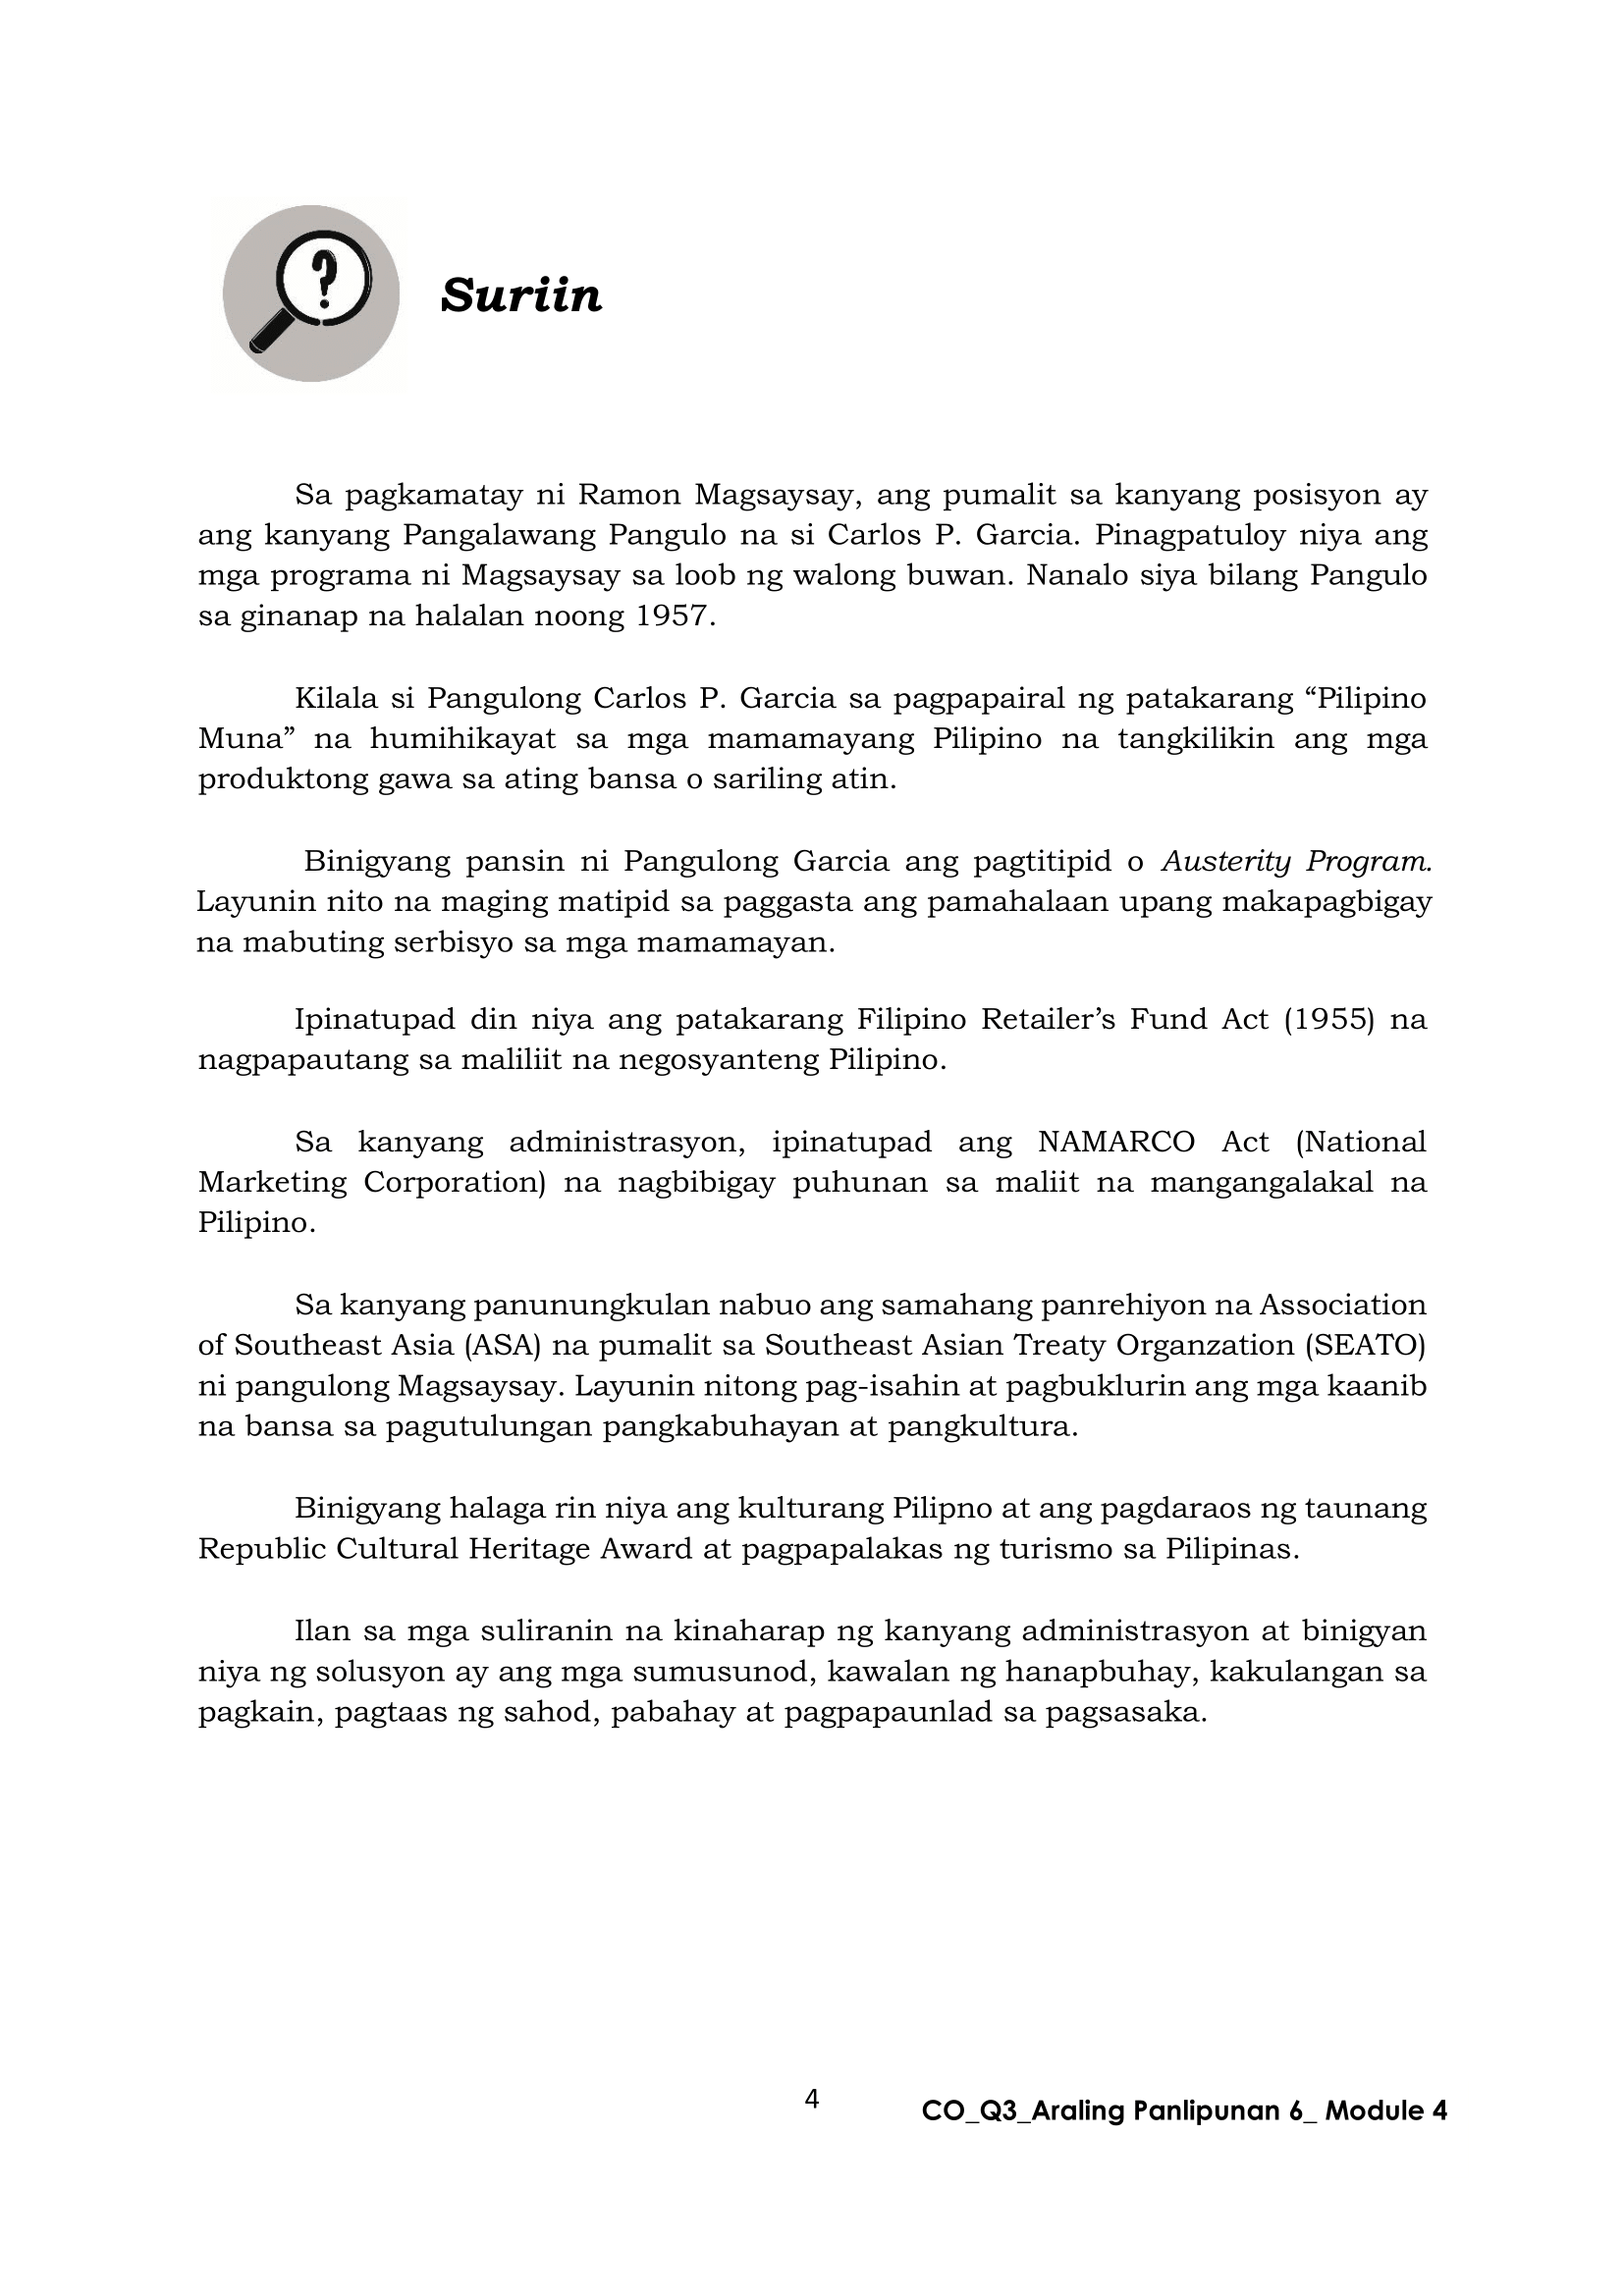 Suriin
Sa pagkamatay ni Ramon Magsaysay, ang pumalit sa kanyang posisyon ay
ang kanyang Pangalawang Pangulo na si Carlos P. Garcia. Pinagpatuloy niya ang
mga programa ni Magsaysay sa loob ng walong buwan. Nanalo siya bilang Pangulo
sa ginanap na halalan noong 1957.
Kilala si Pangulong Carlos P. Garcia sa pagpapairal ng patakarang “Pilipino
Muna” na humihikayat sa mga mamamayang Pilipino na tangkilikin ang mga
produktong gawa sa ating bansa o sariling atin.
Binigyang pansin ni Pangulong Garcia ang pagtitipid o Austerity Program.
Layunin nito na maging matipid sa paggasta ang pamahalaan upang makapagbigay
na mabuting serbisyo sa mga mamamayan.
Ipinatupad din niya ang patakarang Filipino Retailer’s Fund Act (1955) na
nagpapautang sa maliliit na negosyanteng Pilipino.
Sa kanyang administrasyon, ipinatupad ang NAMARCO Act (National
Marketing Corporation) na nagbibigay puhunan sa maliit na mangangalakal na
Pilipino.
Sa kanyang panunungkulan nabuo ang samahang panrehiyon na Association
of Southeast Asia (ASA) na pumalit sa Southeast Asian Treaty Organzation (SEATO)
ni pangulong Magsaysay. Layunin nitong pag-isahin at pagbuklurin ang mga kaanib
na bansa sa pagutulungan pangkabuhayan at pangkultura.
Binigyang halaga rin niya ang kulturang Pilipno at ang pagdaraos ng taunang
Republic Cultural Heritage Award at pagpapalakas ng turismo sa Pilipinas.
Ilan sa mga suliranin na kinaharap ng kanyang administrasyon at binigyan
niya ng solusyon ay ang mga sumusunod, kawalan ng hanapbuhay, kakulangan sa
pagkain, pagtaas ng sahod, pabahay at pagpapaunlad sa pagsasaka.
4
CO_Q3_Araling Panlipunan 6_ Module 4